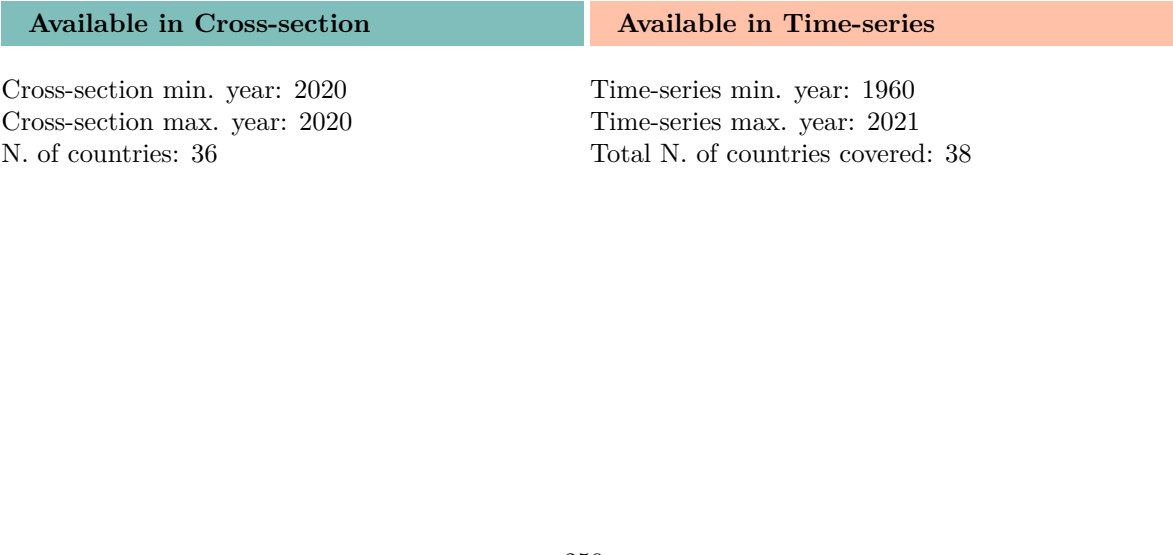 Available in Cross-section
Cross-section min. year: 2020
Cross-section max. year: 2020
N. of countries: 36
Available in Time-series
Time-series min. year: 1960
Time-series max. year: 2021
Total N. of countries covered: 38